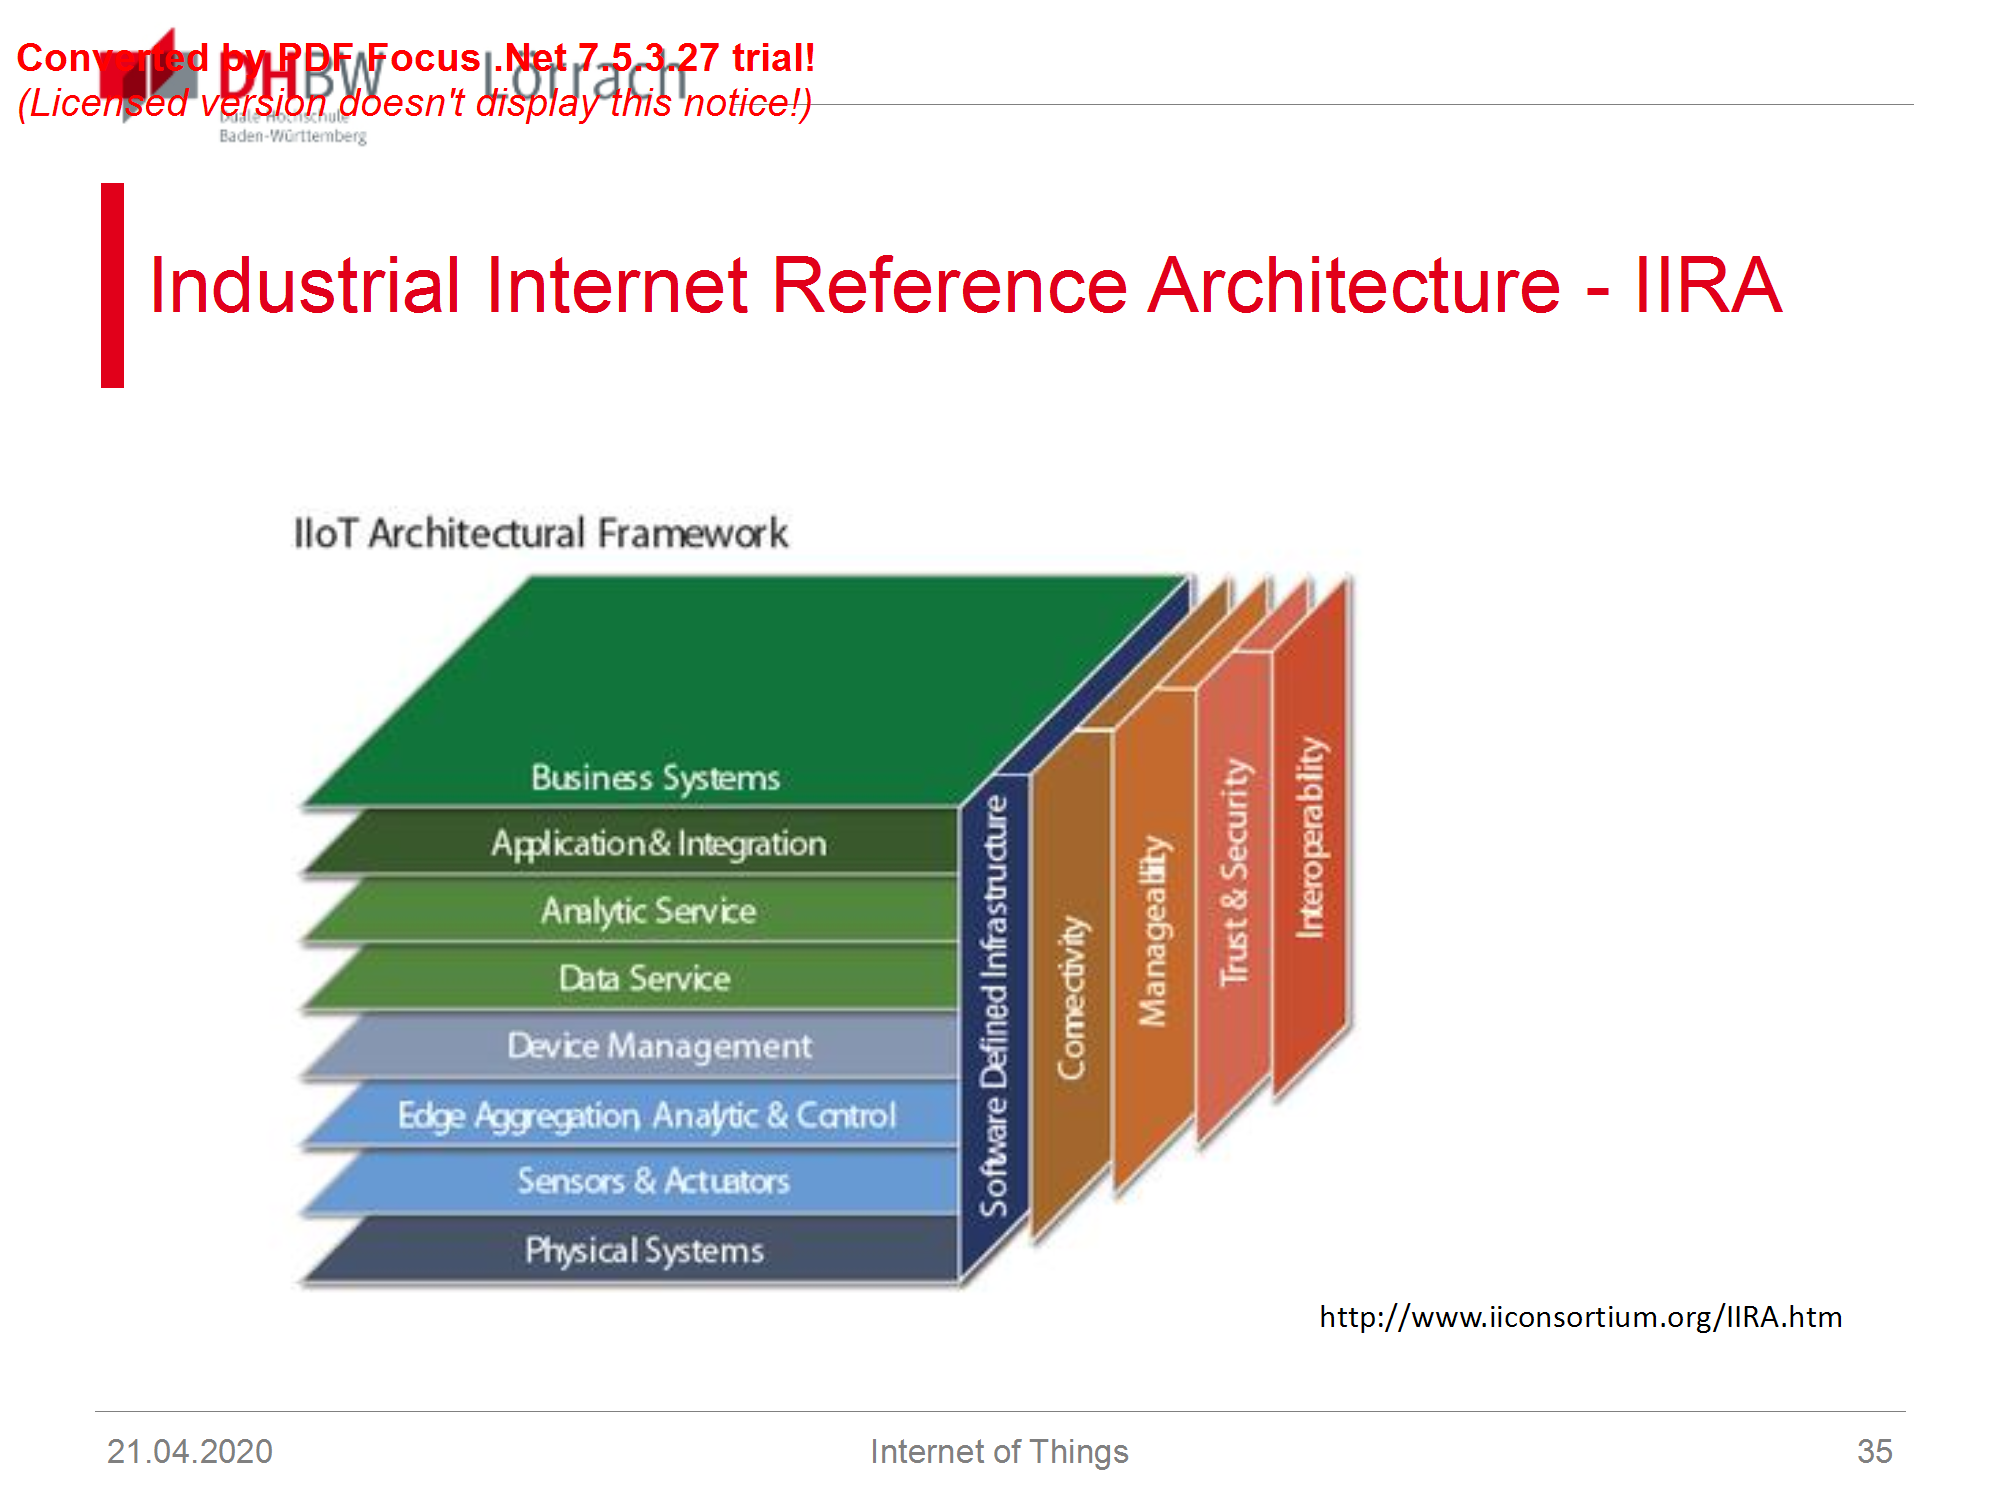 Converted by PDF Focus .Net 7.5.3.27 trial!
(Licensed version doesn't display this notice!)
DHBW Lörrach
Duale Hochschule
Baden-Württemberg
Industrial Internet Reference Architecture - IIRA
IIoT Architectural Framework
Business Systems
Application & Integration
Analytic Service
Data Service
Device Management
Edge Aggregation, Analytic & Control
Sensors & Actuators
Physical Systems
Software Defined Infrastructure
Connectivity
Manageability
Trust & Security
Interoperability
http://www.iiconsortium.org/IIRA.htm
21.04.2020
Internet of Things
35